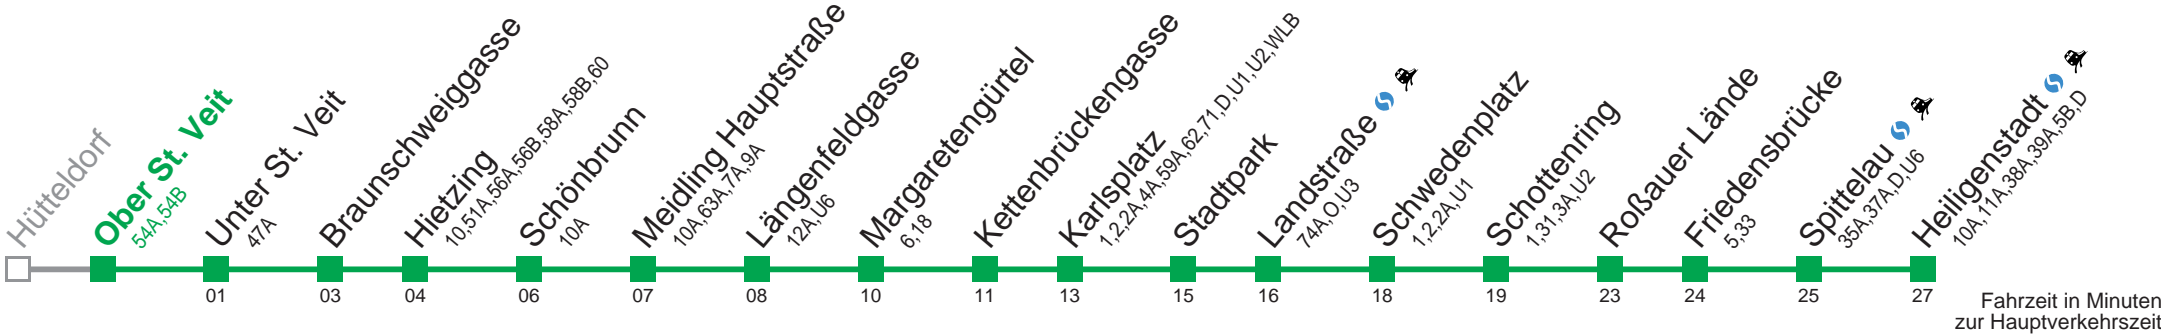 Hütteldorf
Ober St. Veit
54A,54B
Unter St. Veit
47A
01
Braunschweiggasse
03
Hietzing
10,51A,56A,56B,58A,58B,60
04
Schönbrunn
10A
06
Meidling Hauptstraße
10A,63A,7A,9A
07
Längenfeldgasse
12A,U6
08
Margaretengürtel
6,18
10
Kettenbrückengasse
11
Karlsplatz
1,2,2A,4A,59A,62,71,D,U1,U2,WLB
13
Stadtpark
15
Landstraße
74A,O,U3
16
Schwedenplatz
1,2,2A,U1
18
Schottenring
1,31,3A,U2
19
Roßauer Lände
23
Friedensbrücke
5,33
24
Spittelau
35A,37A,D,U6
25
Heiligenstadt
10A,11A,38A,39A,5B,D
27
Fahrzeit in Minuten
zur Hauptverkehrszeit